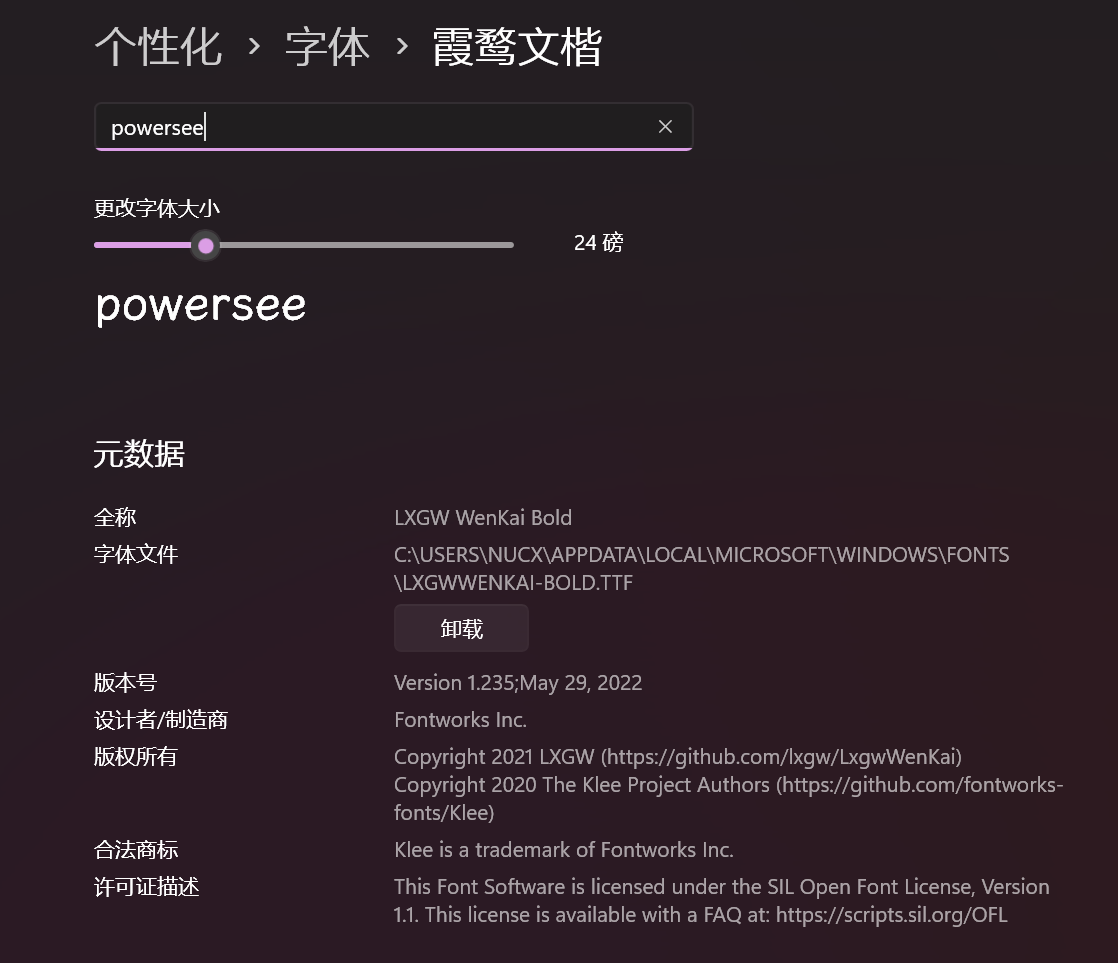 个性化 › 字体 › 霞鹜文楷
powersee
更改字体大小
24 磅
powersee
元数据
全称 LXGW WenKai Bold
字体文件 C:\USERS\NUCX\APPDATA\LOCAL\MICROSOFT\WINDOWS\FONTS
\LXGWWENKAI-BOLD.TTF
卸载
版本号 Version 1.235;May 29, 2022
设计者/制造商 Fontworks Inc.
版权所有 Copyright 2021 LXGW (https://github.com/lxgw/LxgwWenKai)
Copyright 2020 The Klee Project Authors (https://github.com/fontworks-
fonts/Klee)
合法商标 Klee is a trademark of Fontworks Inc.
许可证描述 This Font Software is licensed under the SIL Open Font License, Version
1.1. This license is available with a FAQ at: https://scripts.sil.org/OFL